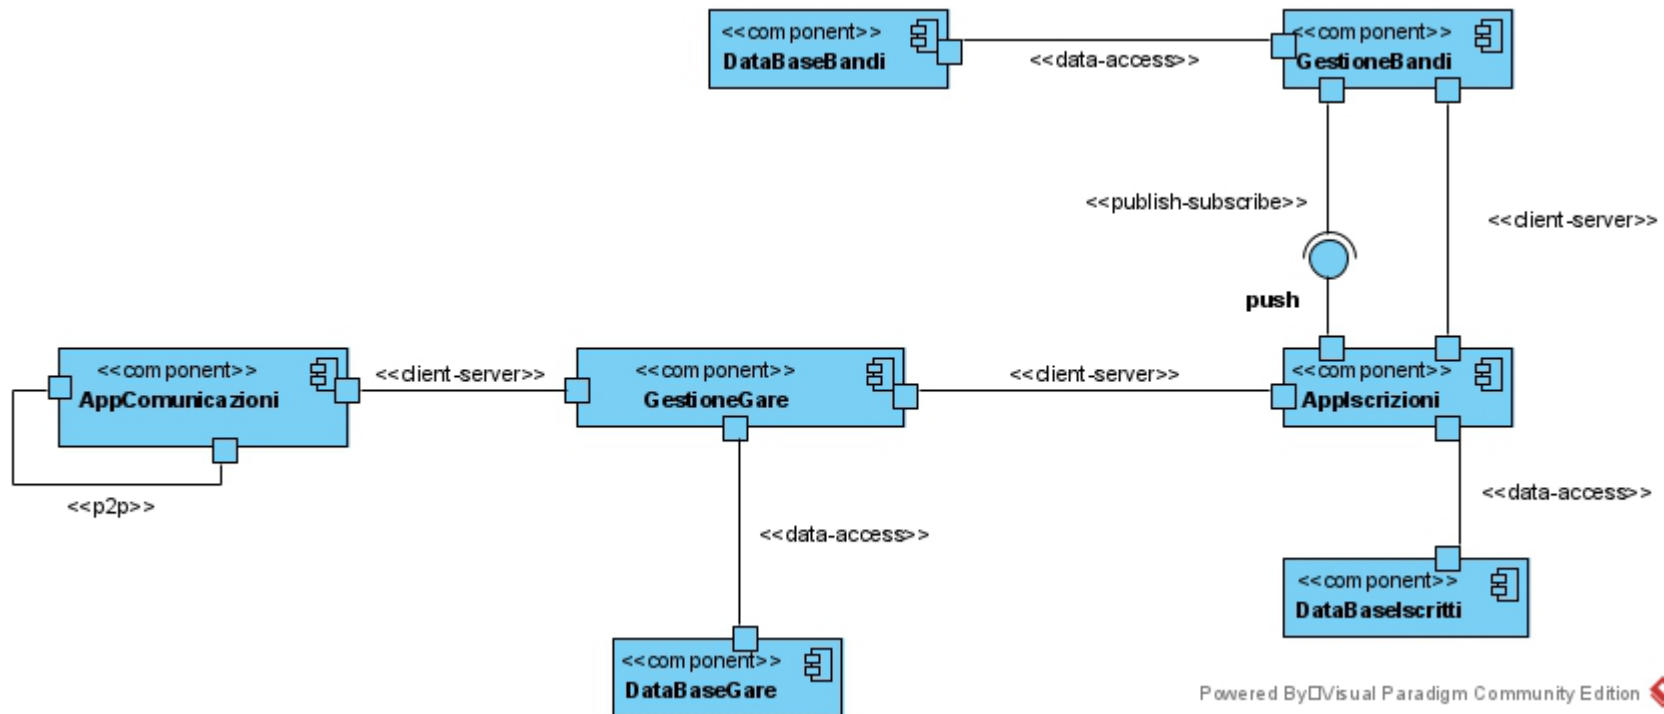 <<component>>
DataBaseBandi
<<data-access>>
<<component>>
GestioneBandi
<<publish-subscribe>>
<<client-server>>
push
<<component>>
AppComunicazioni
<<client-server>>
<<component>>
GestioneGare
<<client-server>>
<<component>>
AppIscrizioni
<<p2p>>
<<data-access>>
<<data-access>>
<<component>>
DataBaseIscritti
<<component>>
DataBaseGare
Powered By□Visual Paradigm Community Edition